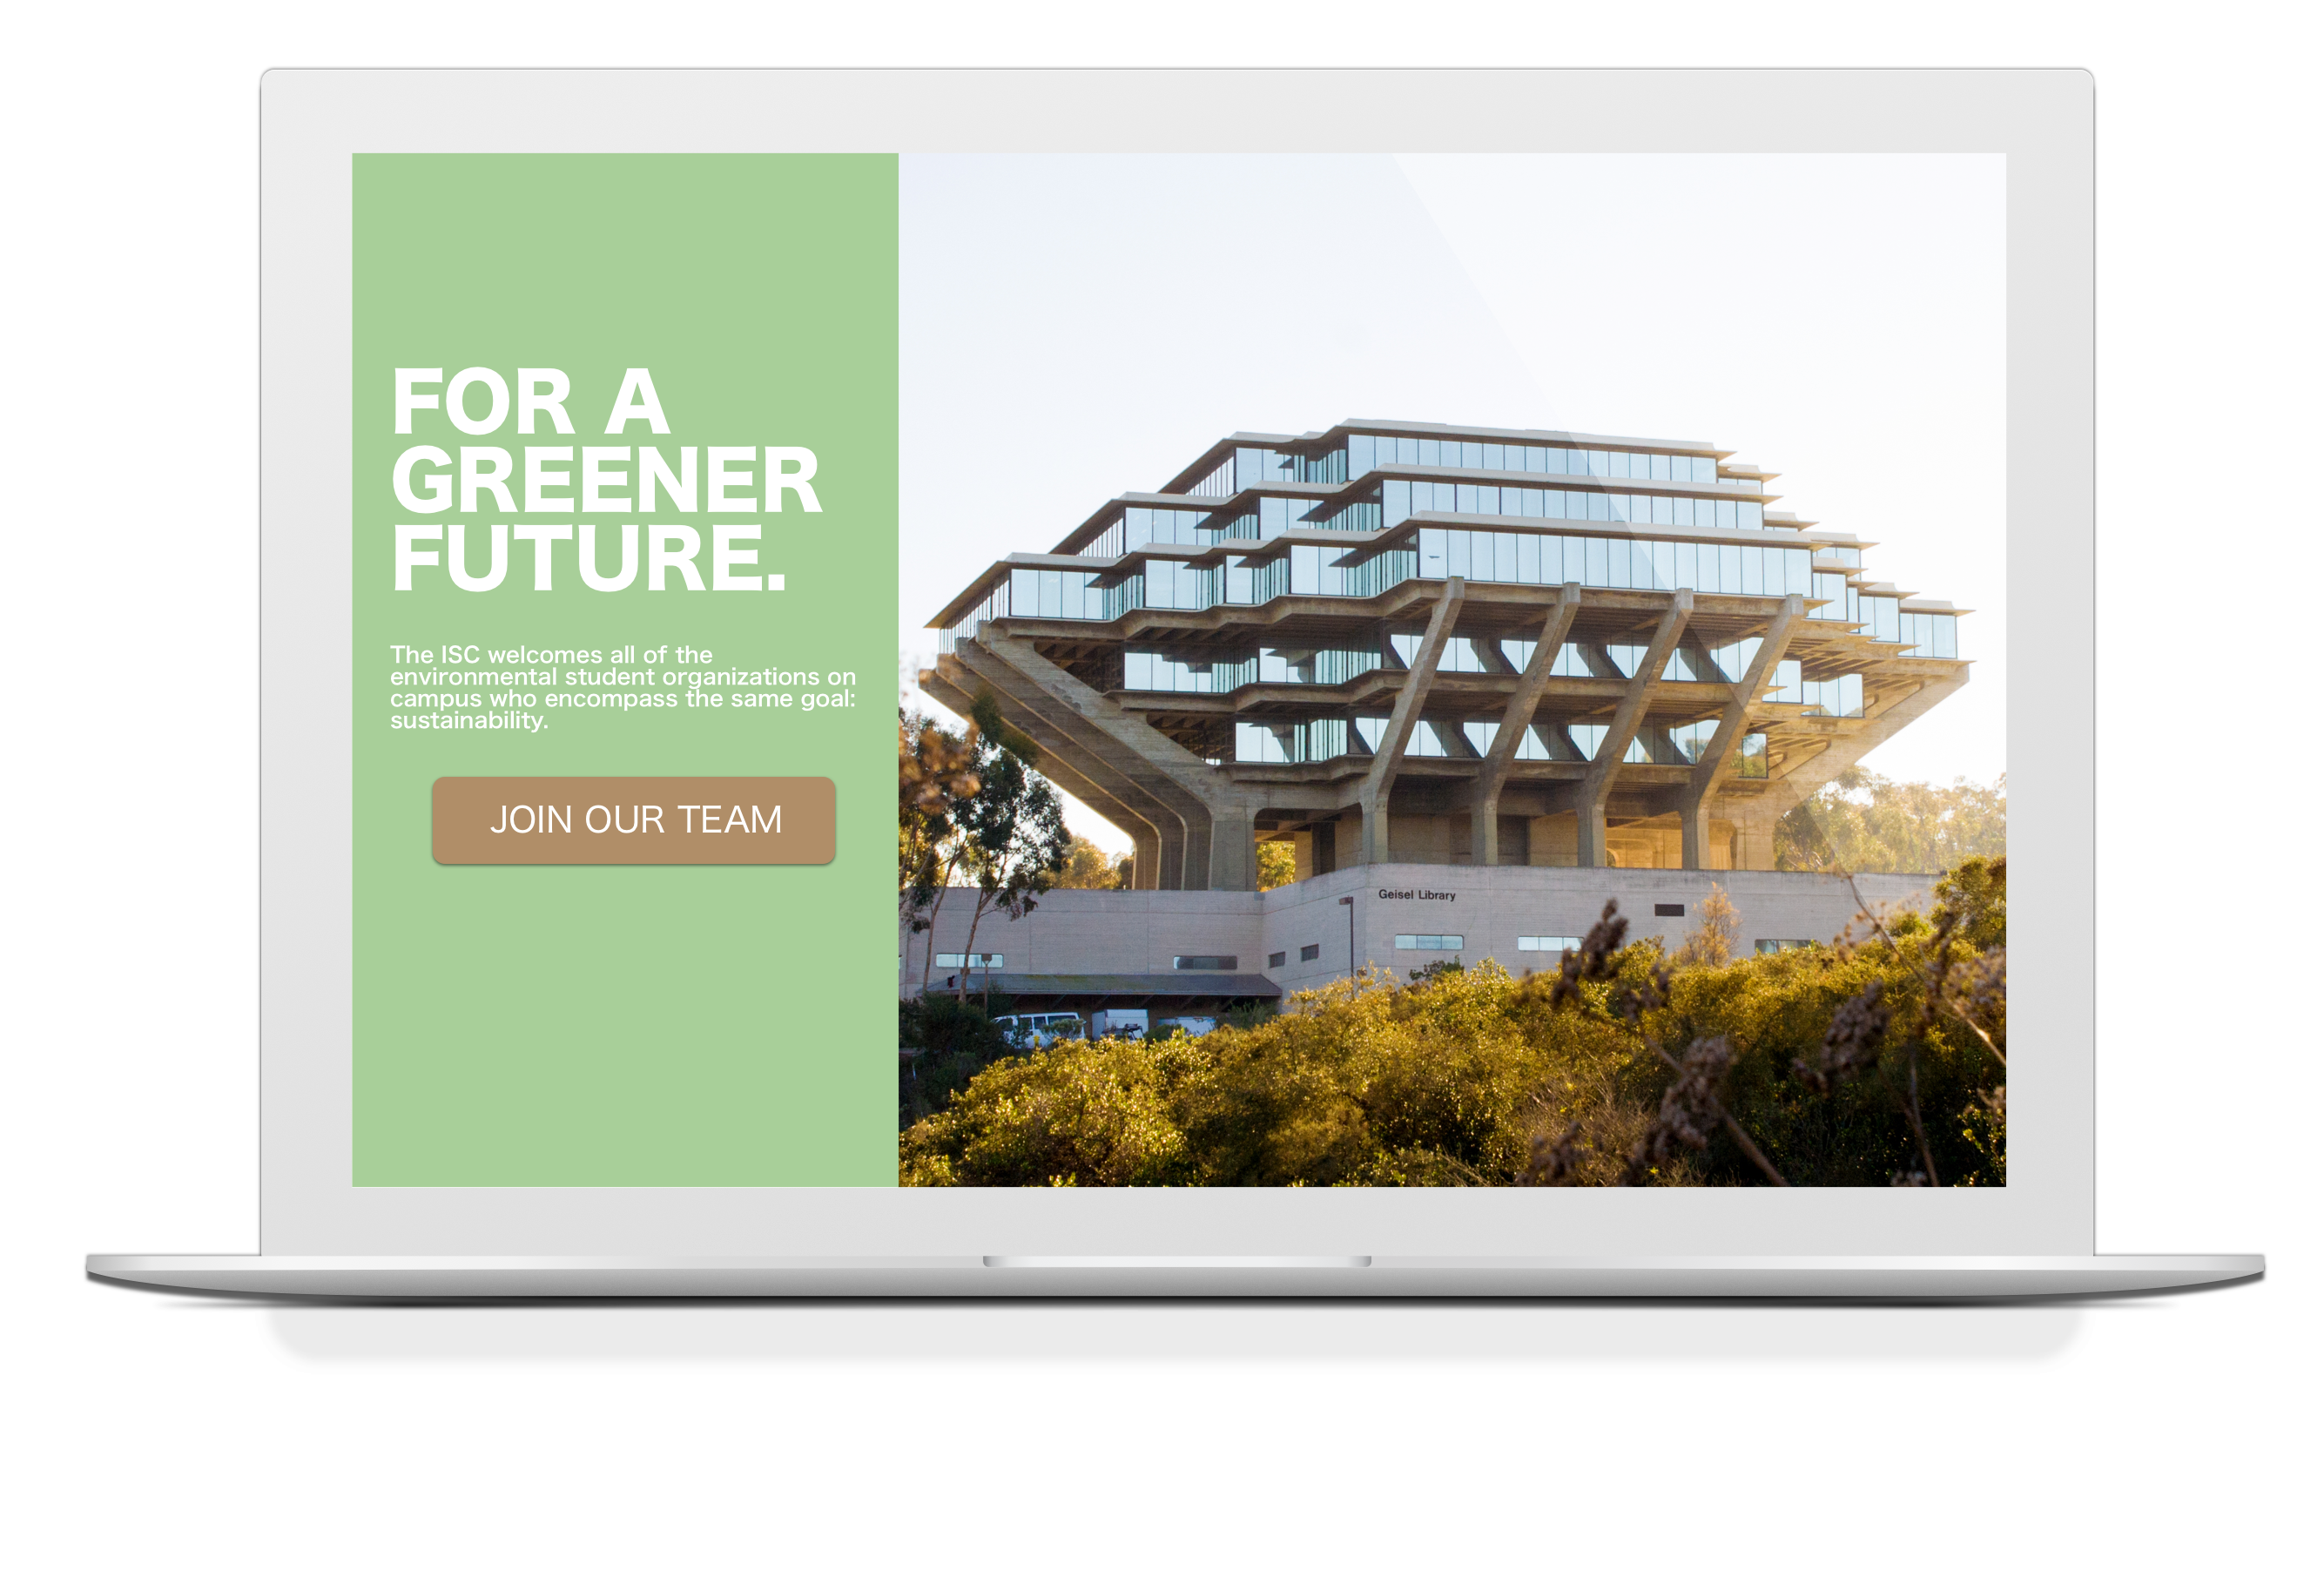 FOR A
GREENER
FUTURE.
The ISC welcomes all of the
environmental student organizations on
campus who encompass the same goal:
sustainability.
JOIN OUR TEAM
Geisel Library